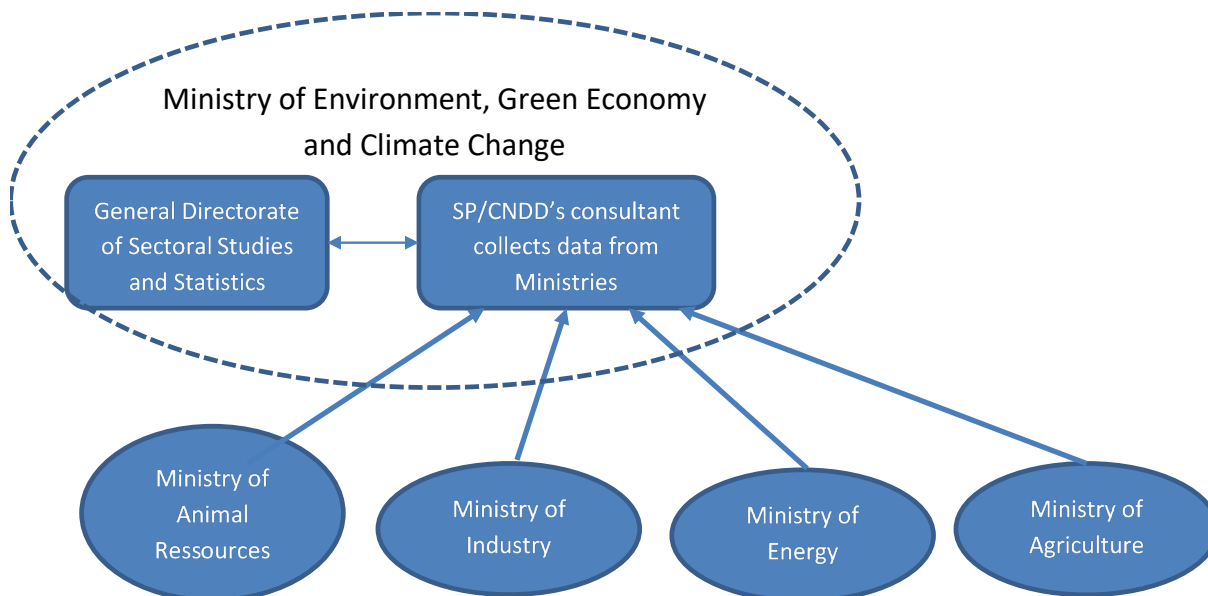 Ministry of Environment, Green Economy
and Climate Change
General Directorate
of Sectoral Studies
and Statistics
SP/CNDD’s consultant
collects data from
Ministries
Ministry of
Animal
Ressources
Ministry of
Industry
Ministry of
Energy
Ministry of
Agriculture